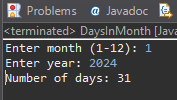 Problems @ Javadoc
<terminated> DaysInMonth [Java
Enter month (1-12): 1
Enter year: 2024
Number of days: 31